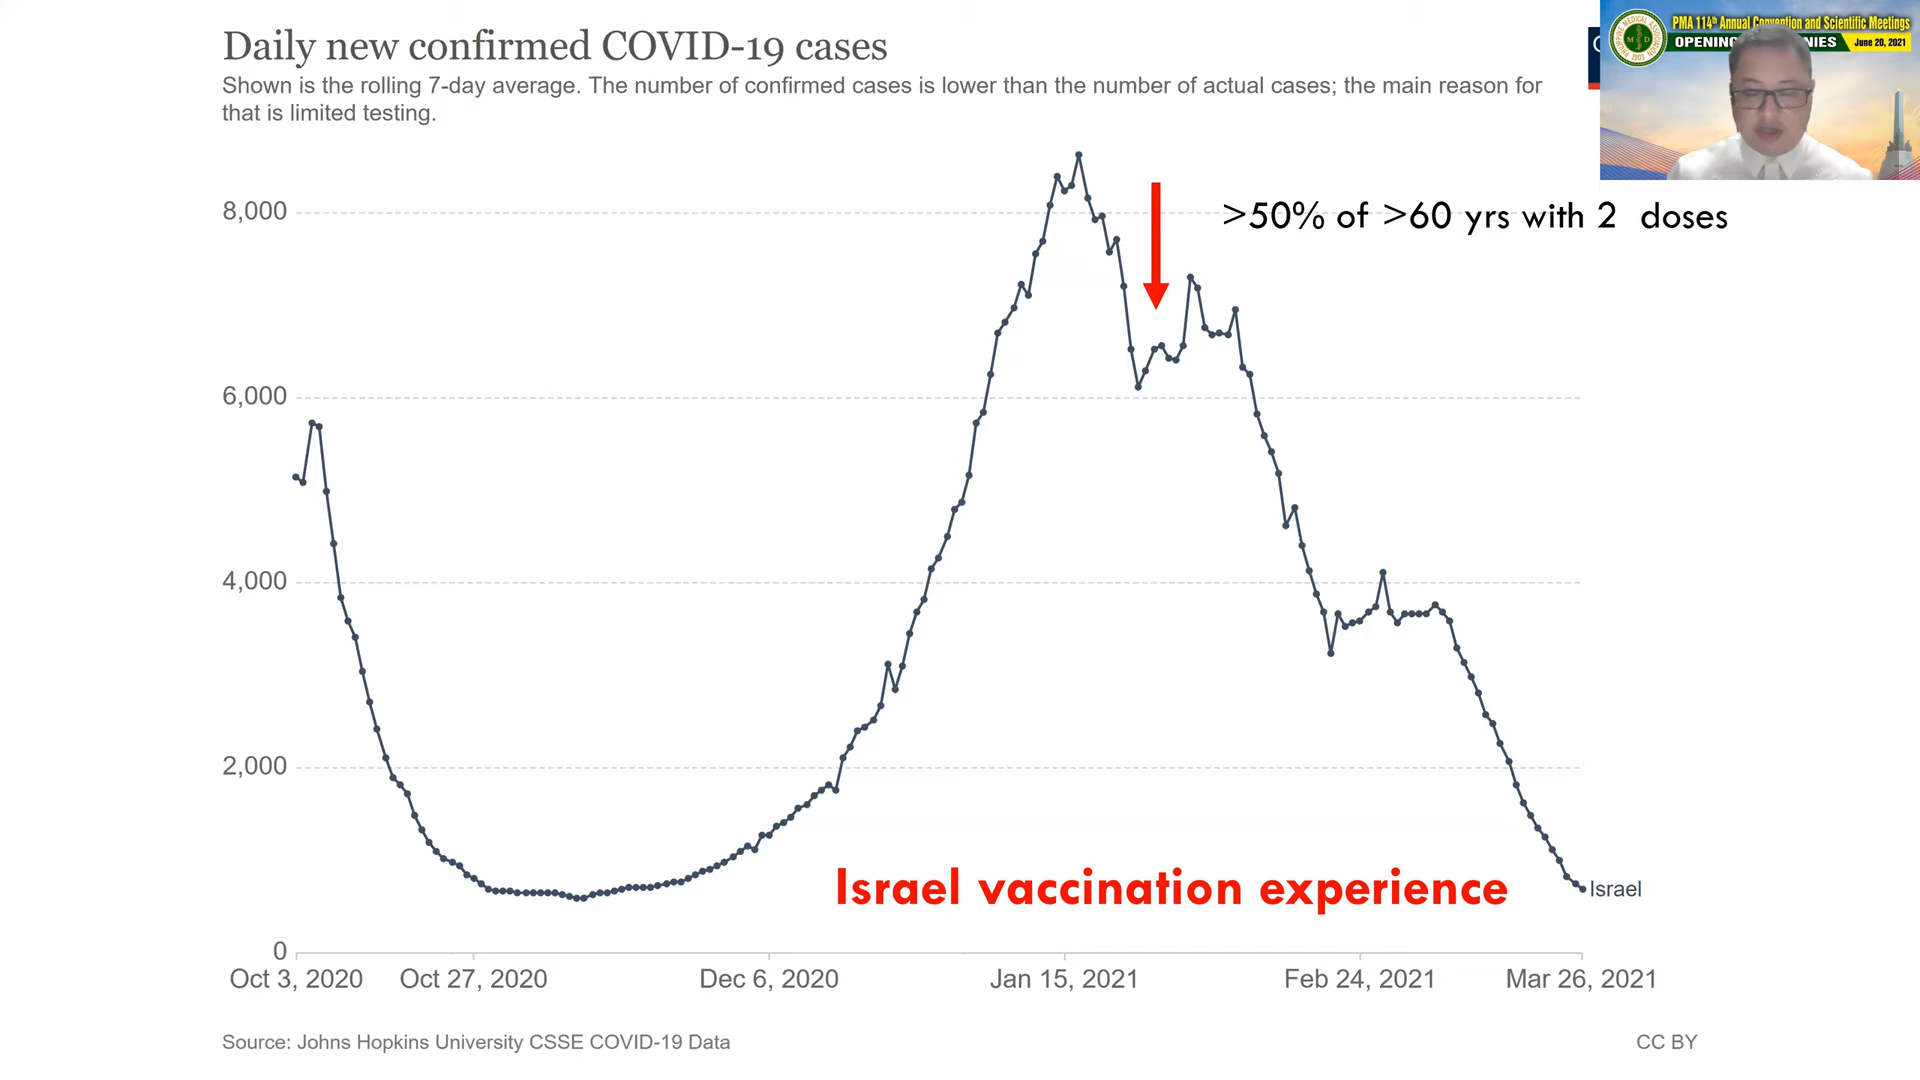 Daily new confirmed COVID-19 cases
Shown is the rolling 7-day average. The number of confirmed cases is lower than the number of actual cases; the main reason for
that is limited testing.
PMA 114th Annual Convention and Scientific Meetings
OPENING
June 20, 2021
>50% of >60 yrs with 2 doses
8,000
6,000
4,000
2,000
0
Israel vaccination experience
Israel
Oct 3, 2020 Oct 27, 2020 Dec 6, 2020 Jan 15, 2021 Feb 24, 2021 Mar 26, 2021
Source: Johns Hopkins University CSSE COVID-19 Data
CC BY